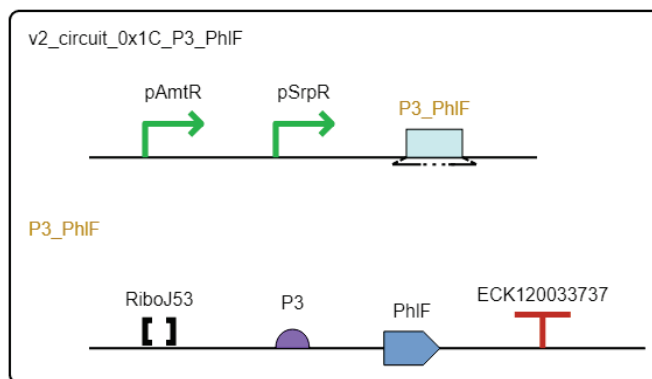 v2_circuit_0x1C_P3_PhlF
pAmtR pSrpR P3_PhlF
P3_PhlF
RiboJ53 P3 PhlF ECK120033737